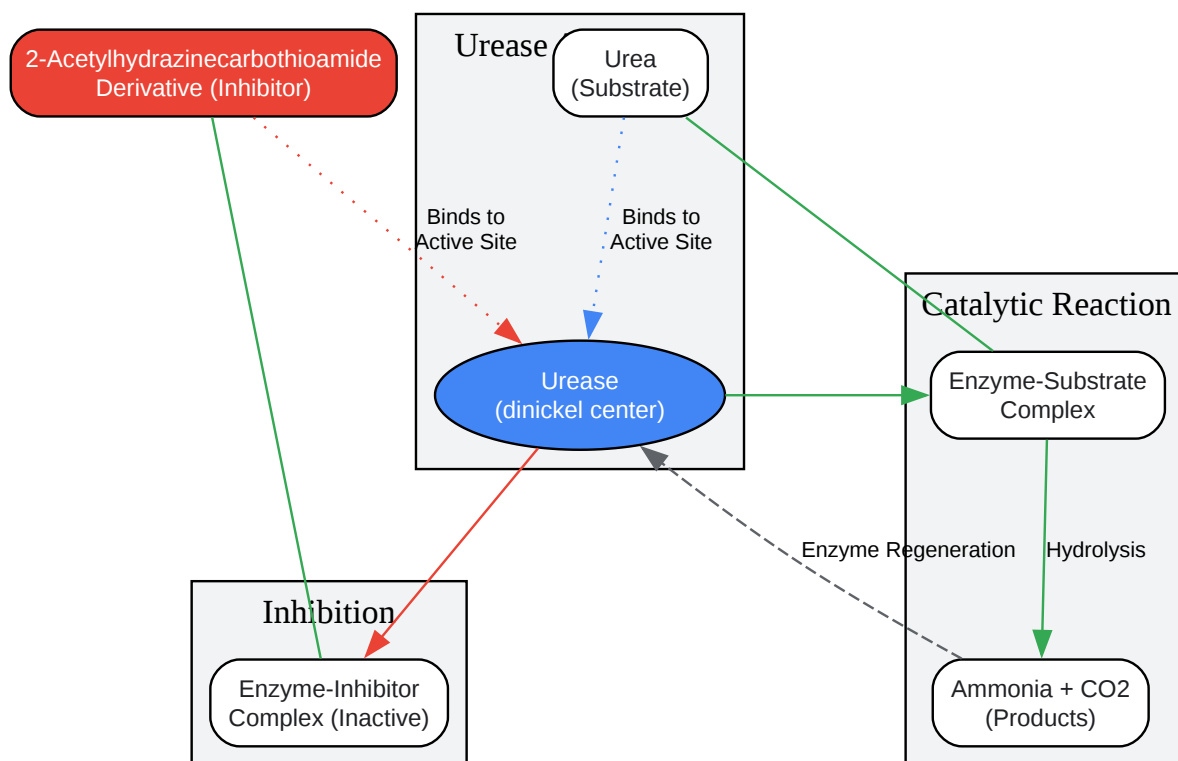 2-Acetylhydrazinecarbothioamide
Derivative (Inhibitor)
Urease
Urea
(Substrate)
Binds to
Active Site
Binds to
Active Site
Catalytic Reaction
Urease
(dinickel center)
Enzyme-Substrate
Complex
Enzyme Regeneration
Hydrolysis
Inhibition
Enzyme-Inhibitor
Complex (Inactive)
Ammonia + CO2
(Products)